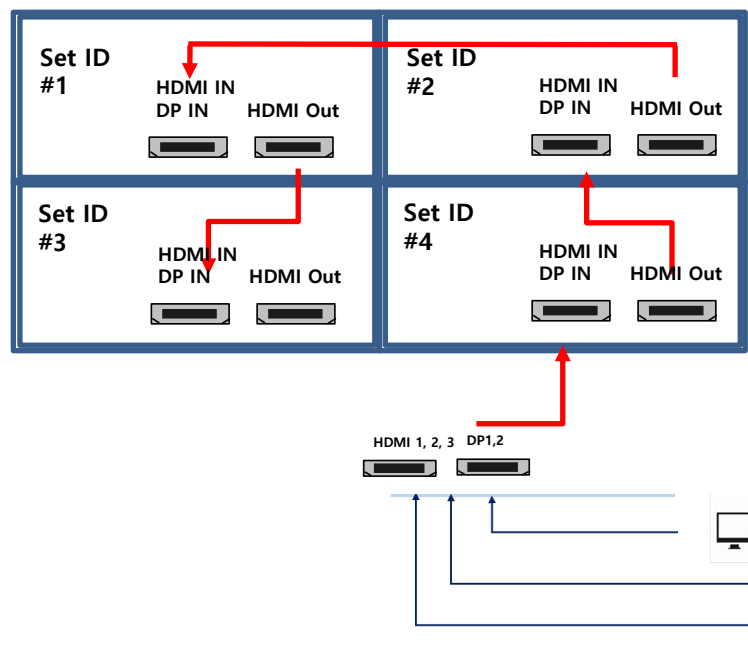 Set ID
#1
HDMI IN
DP IN
HDMI Out
Set ID
#2
HDMI IN
DP IN
HDMI Out
Set ID
#3
HDMI IN
DP IN
HDMI Out
Set ID
#4
HDMI IN
DP IN
HDMI Out
HDMI 1, 2, 3
DP1,2